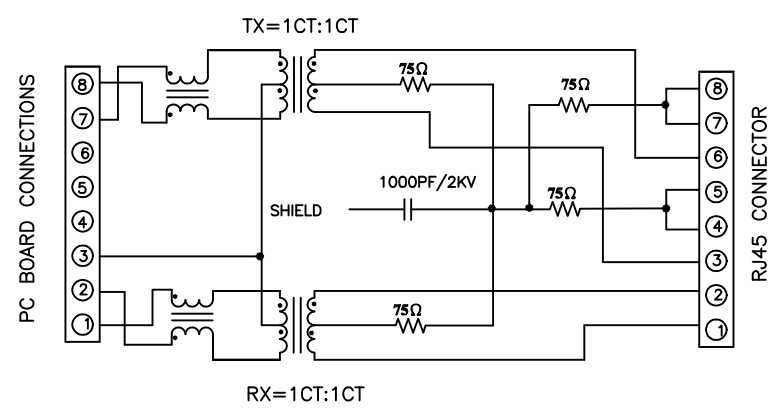 TX=1CT:1CT
PC BOARD CONNECTIONS
8
7
6
5
4
3
2
1
75Ω
75Ω
1000PF/2KV
SHIELD
75Ω
75Ω
8
7
6
5
4
3
2
1
RJ45 CONNECTOR
RX=1CT:1CT